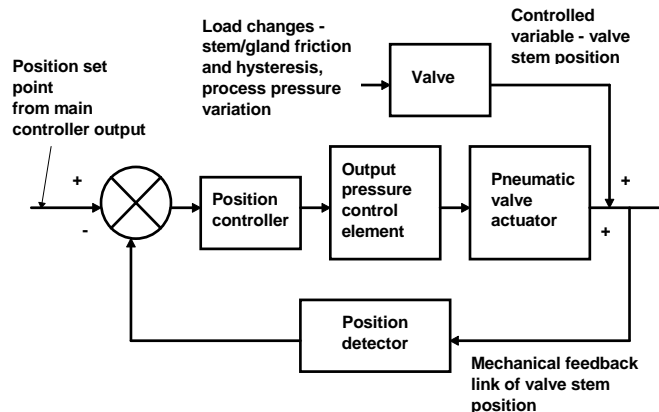 Load changes -
stem/gland friction
and hysteresis,
process pressure
variation
Valve
Controlled
variable - valve
stem position
Position set
point
from main
controller output
+
-
Position
controller
Output
pressure
control
element
Pneumatic
valve
actuator
+
+
Position
detector
Mechanical feedback
link of valve stem
position